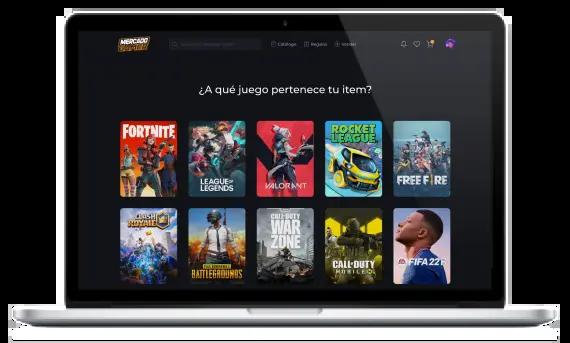 MERCADO
GAMER
Catálogo
Regalos
Vender
¿A qué juego pertenece tu item?
FORTNITE
LEAGUE OF
LEGENDS
VALORANT
ROCKET
LEAGUE
FREE FIRE
CLASH
ROYALE
BATTLEGROUNDS
CALL OF DUTY
WAR
ZONE
CALL OF DUTY
MOBILE
FIFA 22